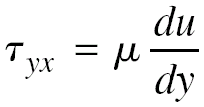 τ_yx = μ du/dy